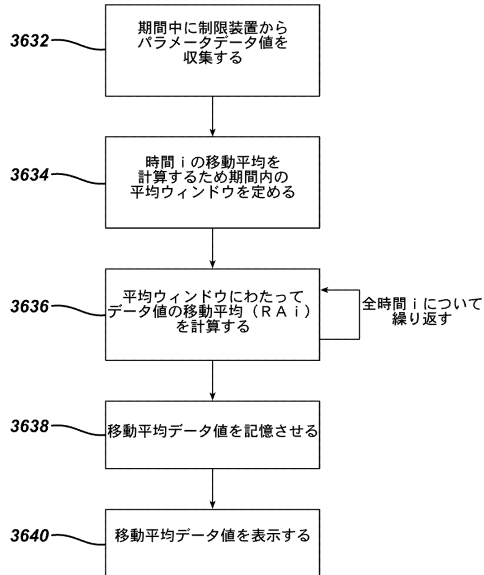 3632
期間中に制限装置から
パラメータデータ値を
収集する
3634
時間ｉの移動平均を
計算するため期間内の
平均ウィンドウを定める
3636
平均ウィンドウにわたって
データ値の移動平均（ＲＡｉ）
を計算する
全時間ｉについて
繰り返す
3638
移動平均データ値を記憶させる
3640
移動平均データ値を表示する